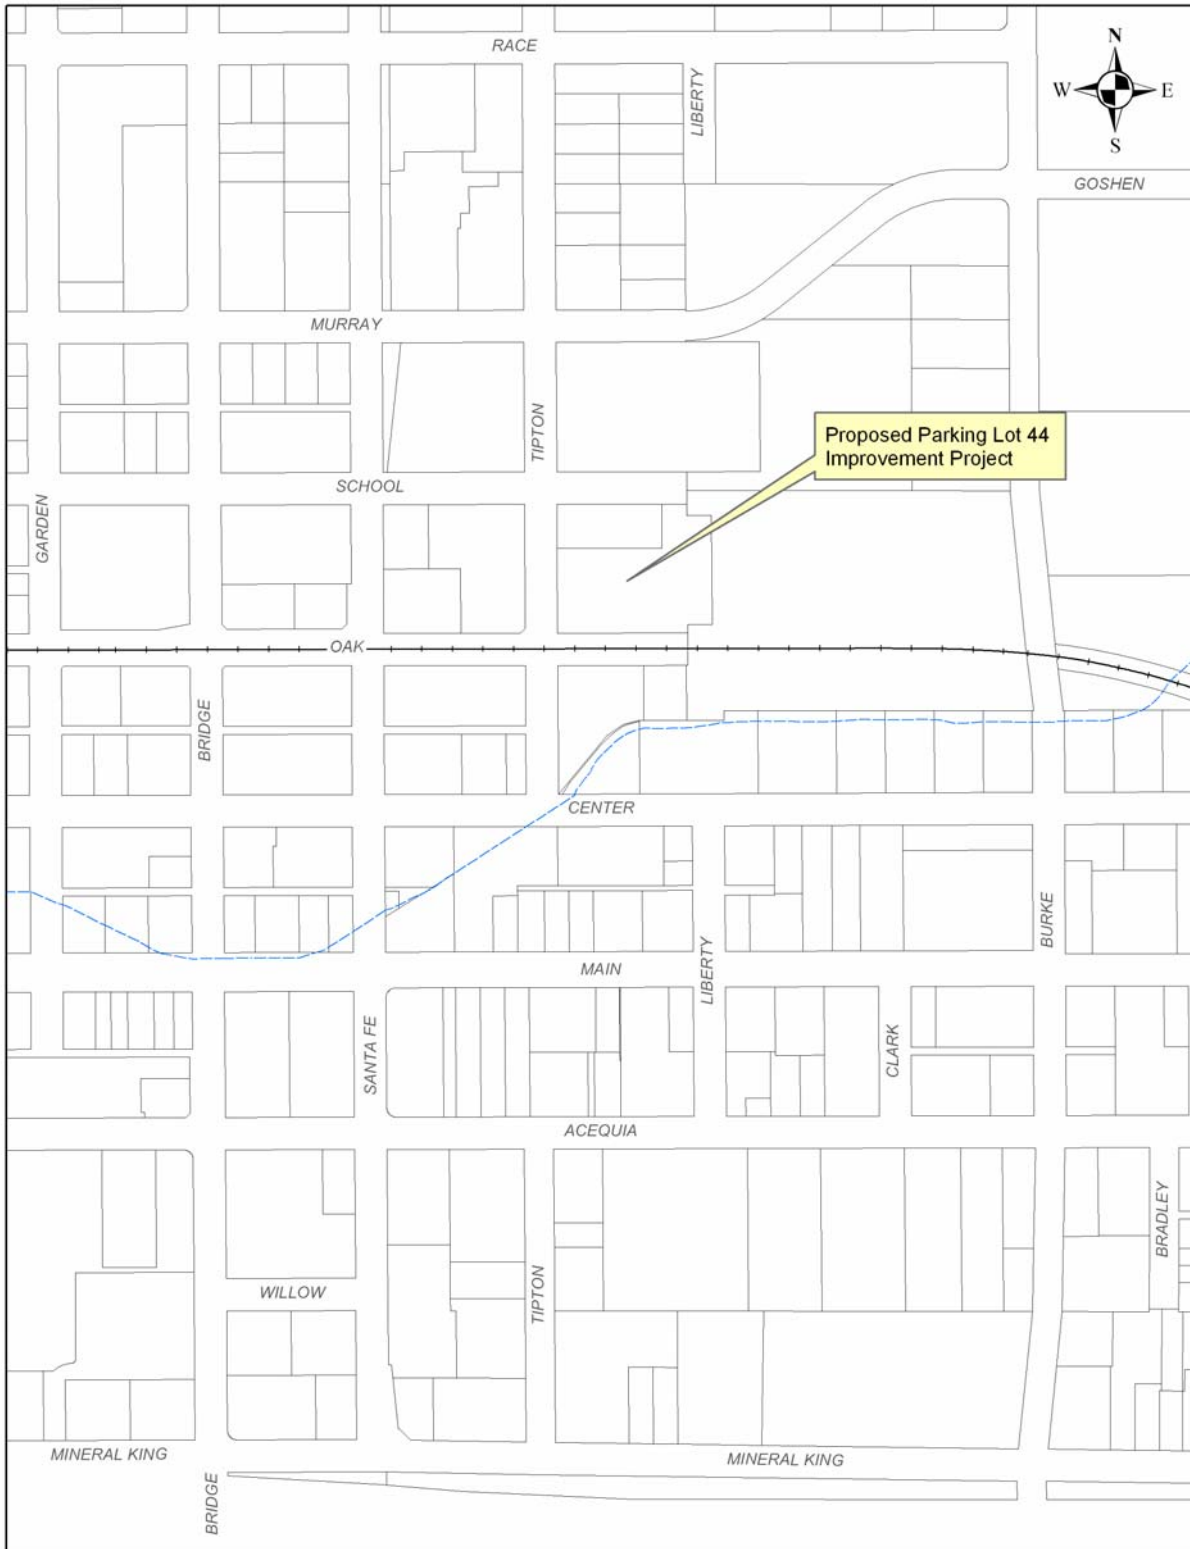 RACE
N
W
E
S
LIBERTY
GOSHEN
MURRAY
TIPTON
Proposed Parking Lot 44
Improvement Project
SCHOOL
GARDEN
OAK
BRIDGE
CENTER
BURKE
MAIN
LIBERTY
SANTA FE
CLARK
ACEQUIA
BRADLEY
WILLOW
TIPTON
MINERAL KING
MINERAL KING
BRIDGE